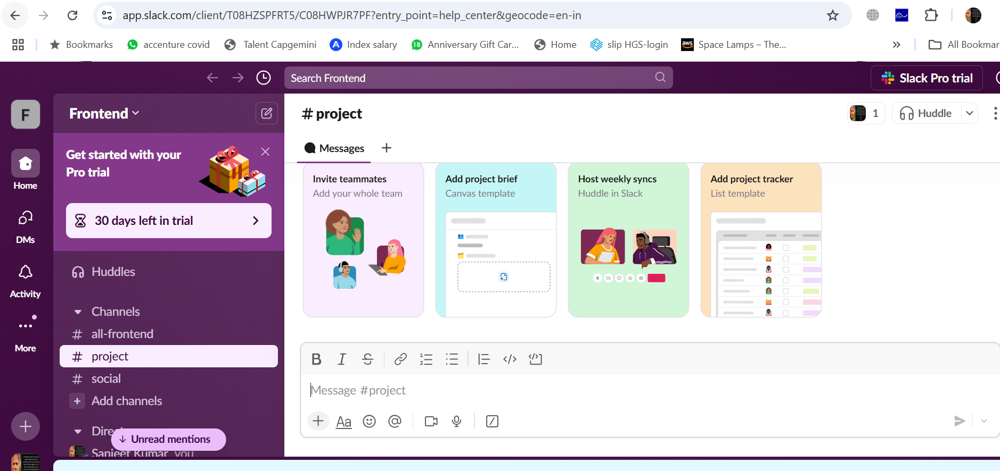 app.slack.com/client/T08HZSPFRT5/C08HWPJR7PF?entry_point=help_center&geocode=en-in
Bookmarks
accenture covid
Talent Capgemini
Index salary
18
Anniversary Gift Car...
Home
slip HGS-login
aws
Space Lamps – The...
»
All Bookmar
Search Frontend
Slack Pro trial
F
Home
DMs
Activity
More
Frontend
Get started with your
Pro trial
30 days left in trial
Huddles
Channels
# all-frontend
# project
# social
+ Add channels
Dire
↓ Unread mentions
Sanjeet Kumar you
# project
1
Huddle
Messages
+
Invite teammates
Add your whole team
Add project brief
Canvas template
Host weekly syncs
Huddle in Slack
Add project tracker
List template
B I S
Message #project
+ Aa @